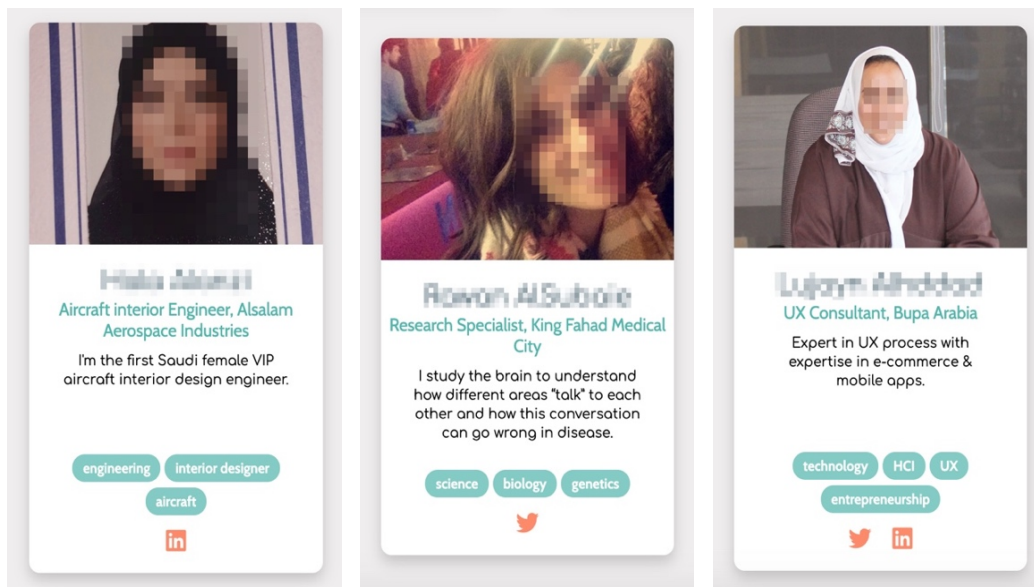 Aircraft interior Engineer, Alsalam
Aerospace Industries
I'm the first Saudi female VIP
aircraft interior design engineer.
engineering
interior designer
aircraft
in
Research Specialist, King Fahad Medical
City
I study the brain to understand
how different areas "talk" to each
other and how this conversation
can go wrong in disease.
science
biology
genetics
UX Consultant, Bupa Arabia
Expert in UX process with
expertise in e-commerce &
mobile apps.
technology
HCI
UX
entrepreneurship
in